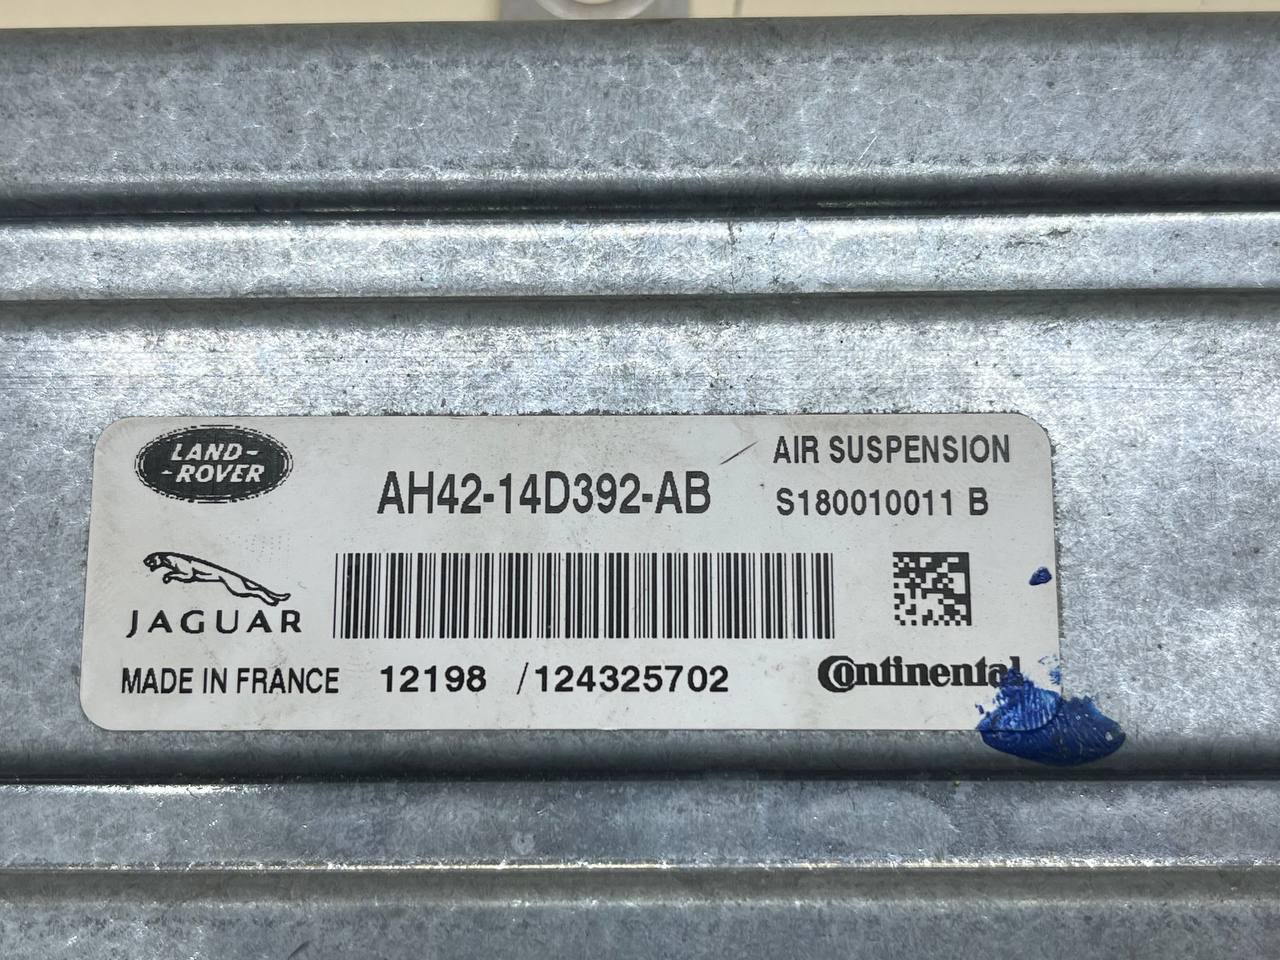 LAND-
-ROVER
AH42-14D392-AB
AIR SUSPENSION
S180010011 B
JAGUAR
MADE IN FRANCE 12198 /124325702 Continental